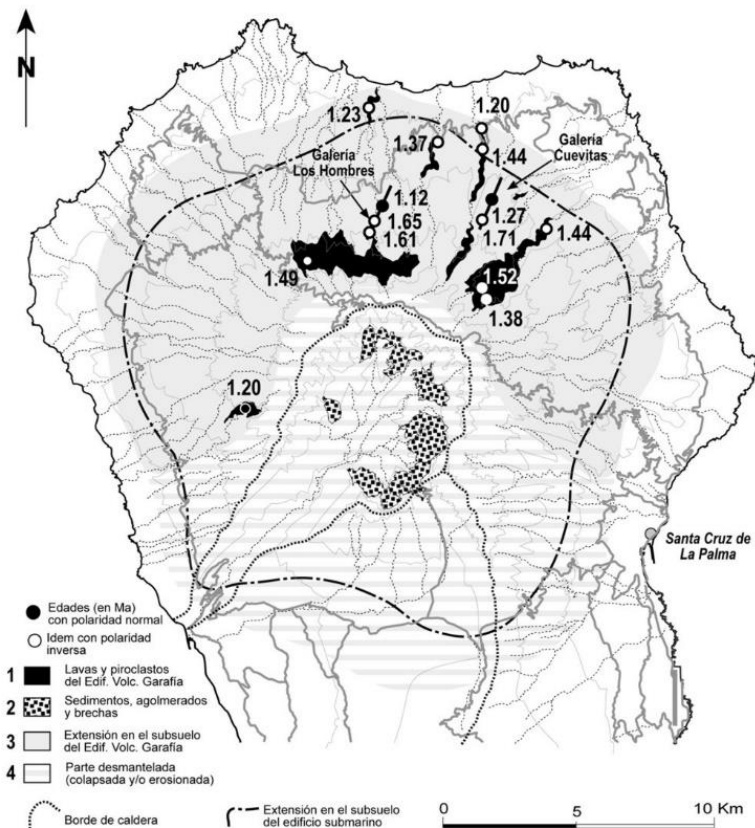 N
1.23
1.20
1.37
1.44
Galería
Cuevitas
Galería
Los Hombres
1.12
1.65
1.61
1.27
1.71
1.44
1.49
1.52
1.38
1.20
Santa Cruz de
La Palma
Edades (en Ma)
con polaridad normal
Idem con polaridad
inversa
1 Lavas y piroclastos
del Edif. Volc. Garafía
2 Sedimentos, agolmerados
y brechas
3 Extensión en el subsuelo
del Edif. Volc. Garafía
4 Parte desmantelada
(colapsada y/o erosionada)
Borde de caldera
Extensión en el subsuelo
del edificio submarino
0 5 10 Km